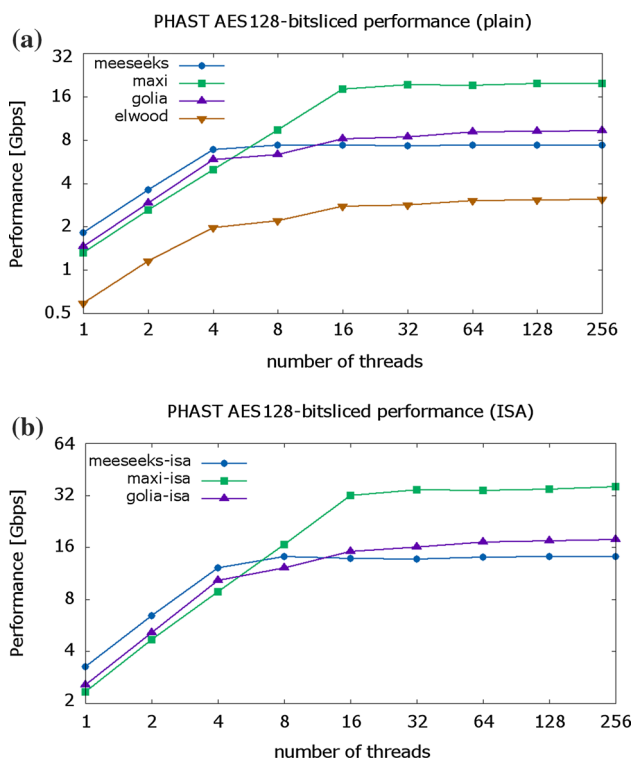 (a)
PHAST AES128-bitsliced performance (plain)
Performance [Gbps]
32
16
8
4
2
1
0.5
meeseeks
maxi
golia
elwood
1 2 4 8 16 32 64 128 256
number of threads
(b)
PHAST AES128-bitsliced performance (ISA)
Performance [Gbps]
64
32
16
8
4
2
meeseeks-isa
maxi-isa
golia-isa
1 2 4 8 16 32 64 128 256
number of threads